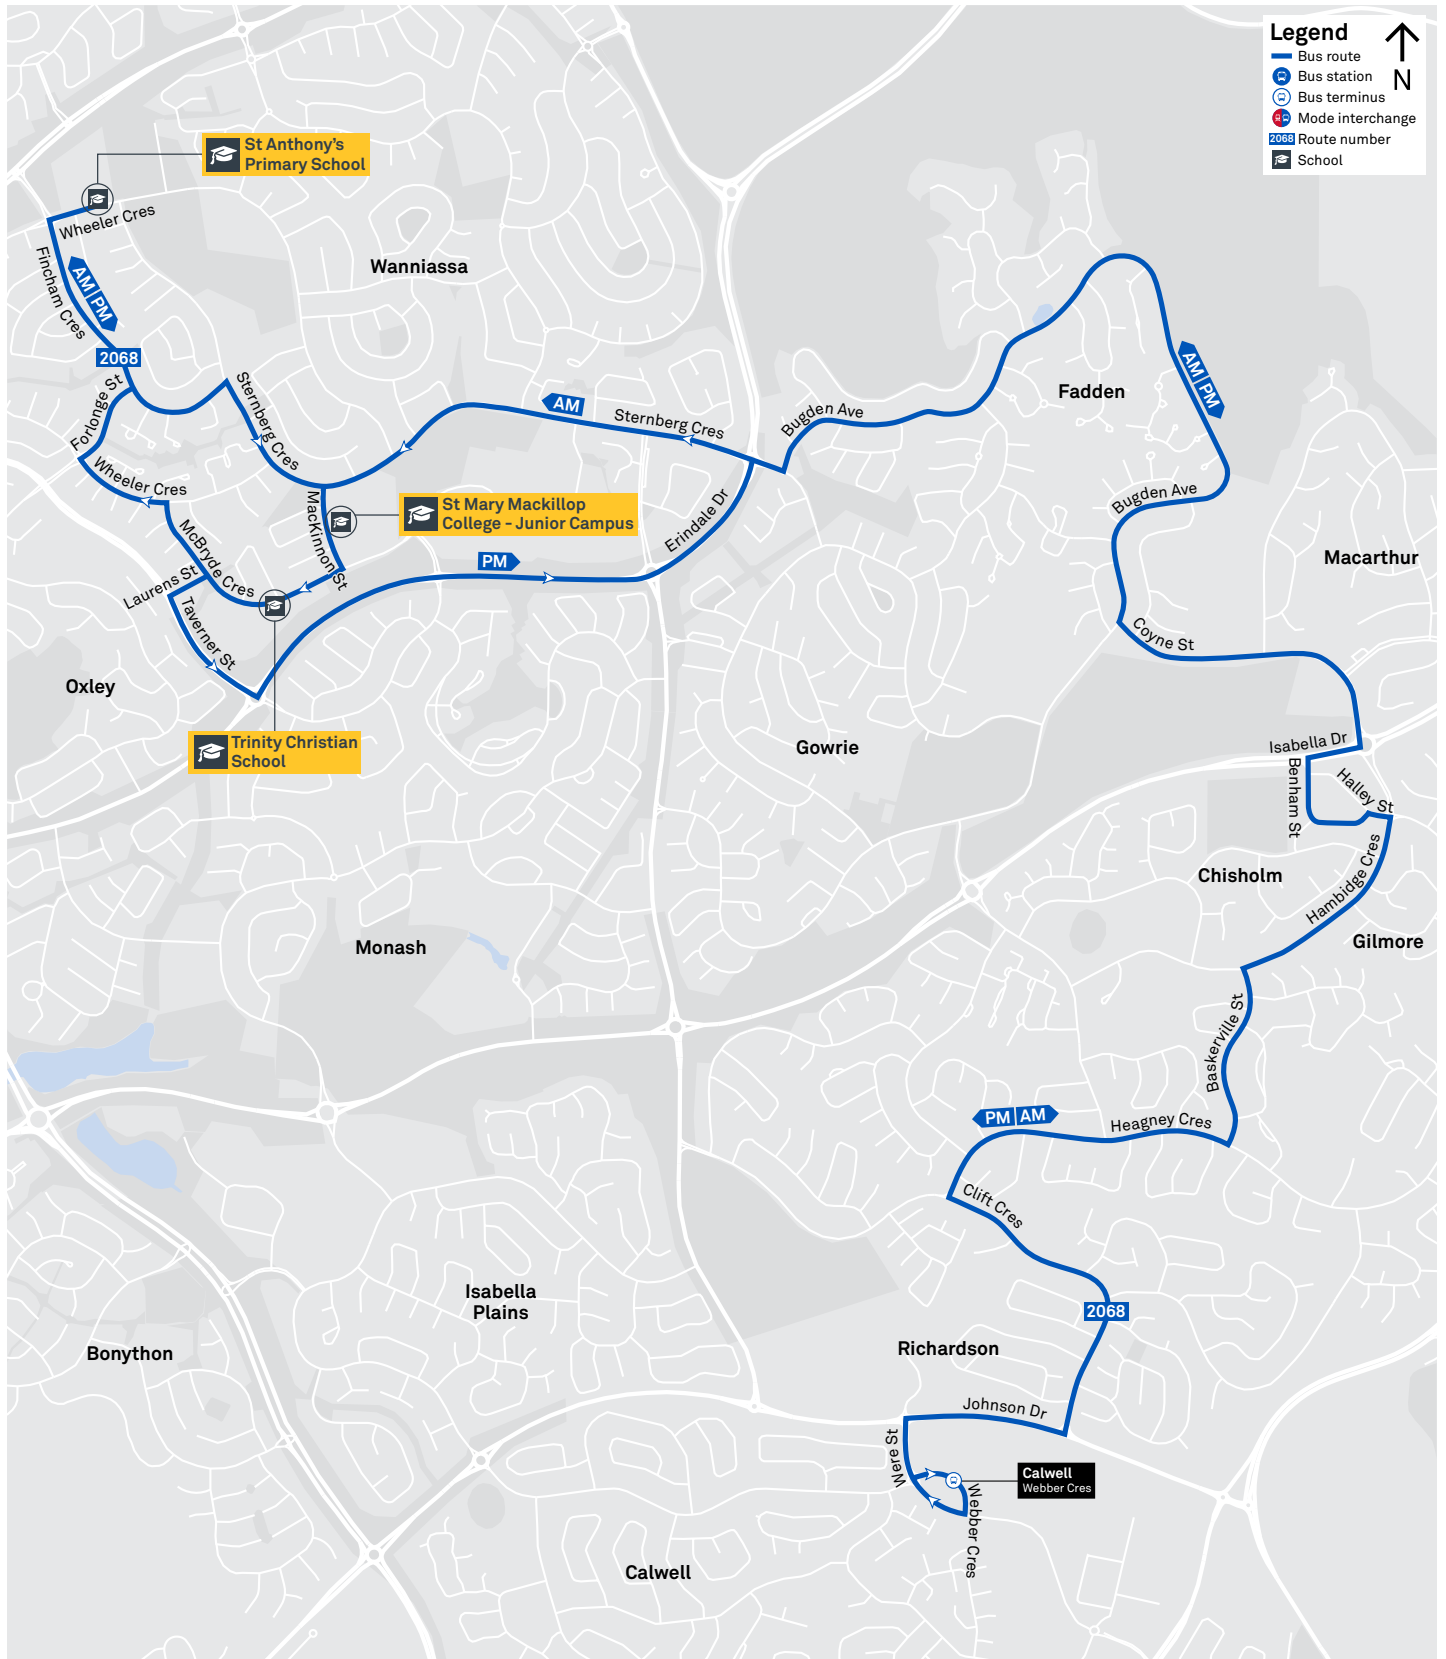 Legend
N
Bus route
Bus station
Bus terminus
Mode interchange
2068 Route number
School
St Anthony's
Primary School
Wheeler Cres
Fincham Cres
AM PM
2068
Wanniassa
Forlonge St
Sternberg Cres
Wheeler Cres
AM
Sternberg Cres
Bugden Ave
Fadden
AM PM
Bugden Ave
MacKinnon St
St Mary Mackillop
College - Junior Campus
Erindale Dr
McBryde Cres
PM
Laurens St
Taverner St
Macarthur
Coyne St
Oxley
Trinity Christian
School
Gowrie
Isabella Dr
Benham St
Halley St
Chisholm
Hambidge Cres
Gilmore
Monash
Baskerville St
PM AM
Heagney Cres
Clift Cres
Isabella
Plains
2068
Bonython
Richardson
Johnson Dr
Were St
Calwell
Webber Cres
Webber Cres
Calwell